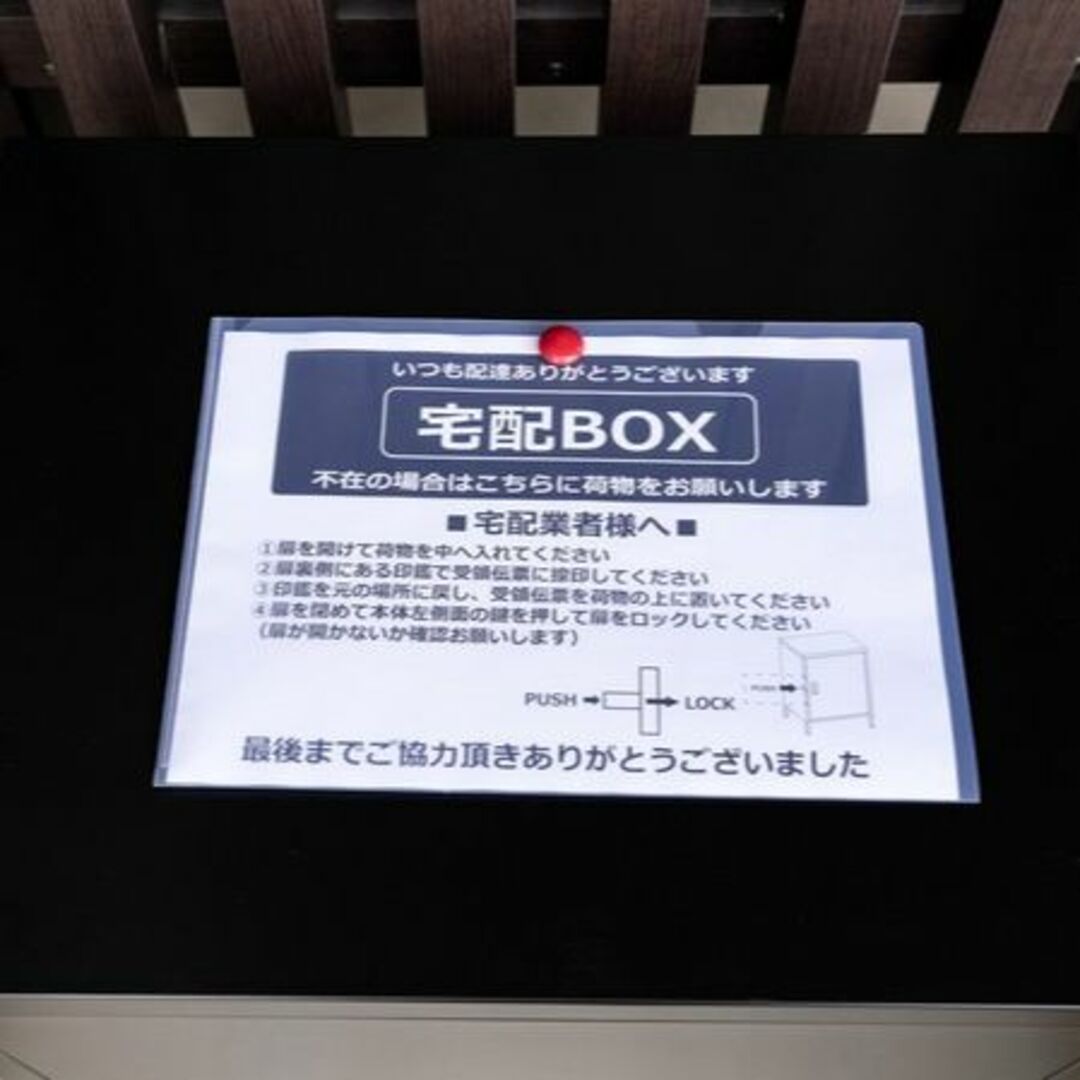 いつも配達ありがとうございます
宅配BOX
不在の場合はこちらに荷物をお願いします
■宅配業者様へ■
①扉を開けて荷物を中へ入れてください
②扉裏側にある印鑑で受領伝票に捺印してください
③印鑑を元の場所に戻し、受領伝票を荷物の上に置いてください
④扉を閉めて本体左側面の鍵を押して扉をロックしてください
（扉が開かないか確認お願いします）
PUSH ➡ ➡ LOCK
PUSH ➡
最後までご協力頂きありがとうございました